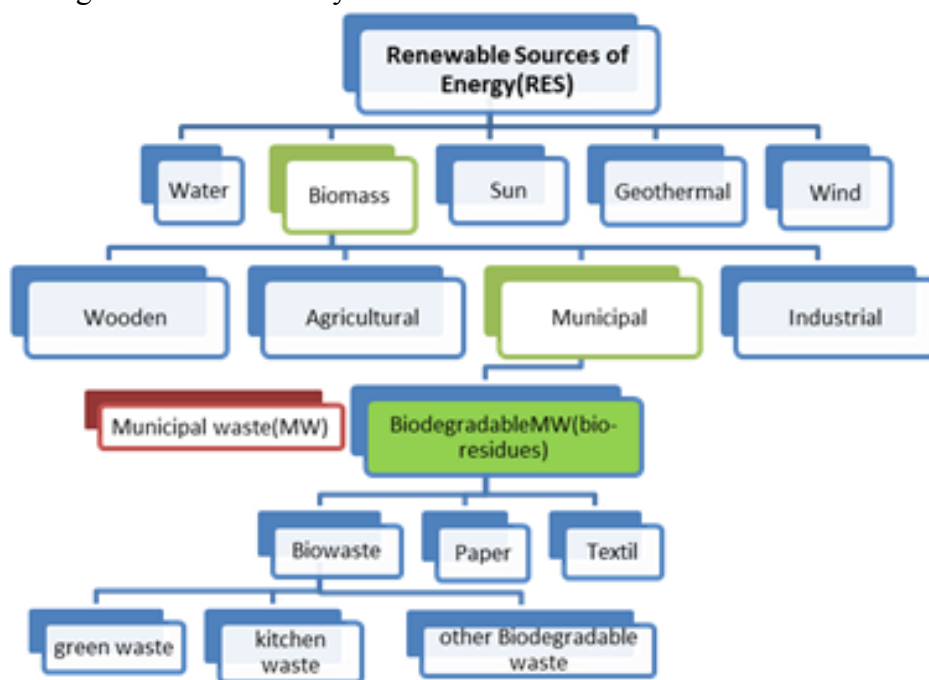 Renewable Sources of
Energy(RES)
Water
Biomass
Sun
Geothermal
Wind
Wooden
Agricultural
Municipal
Industrial
Municipal waste(MW)
BiodegradableMW(bio-
residues)
Biowaste
Paper
Textil
green waste
kitchen
waste
other Biodegradable
waste